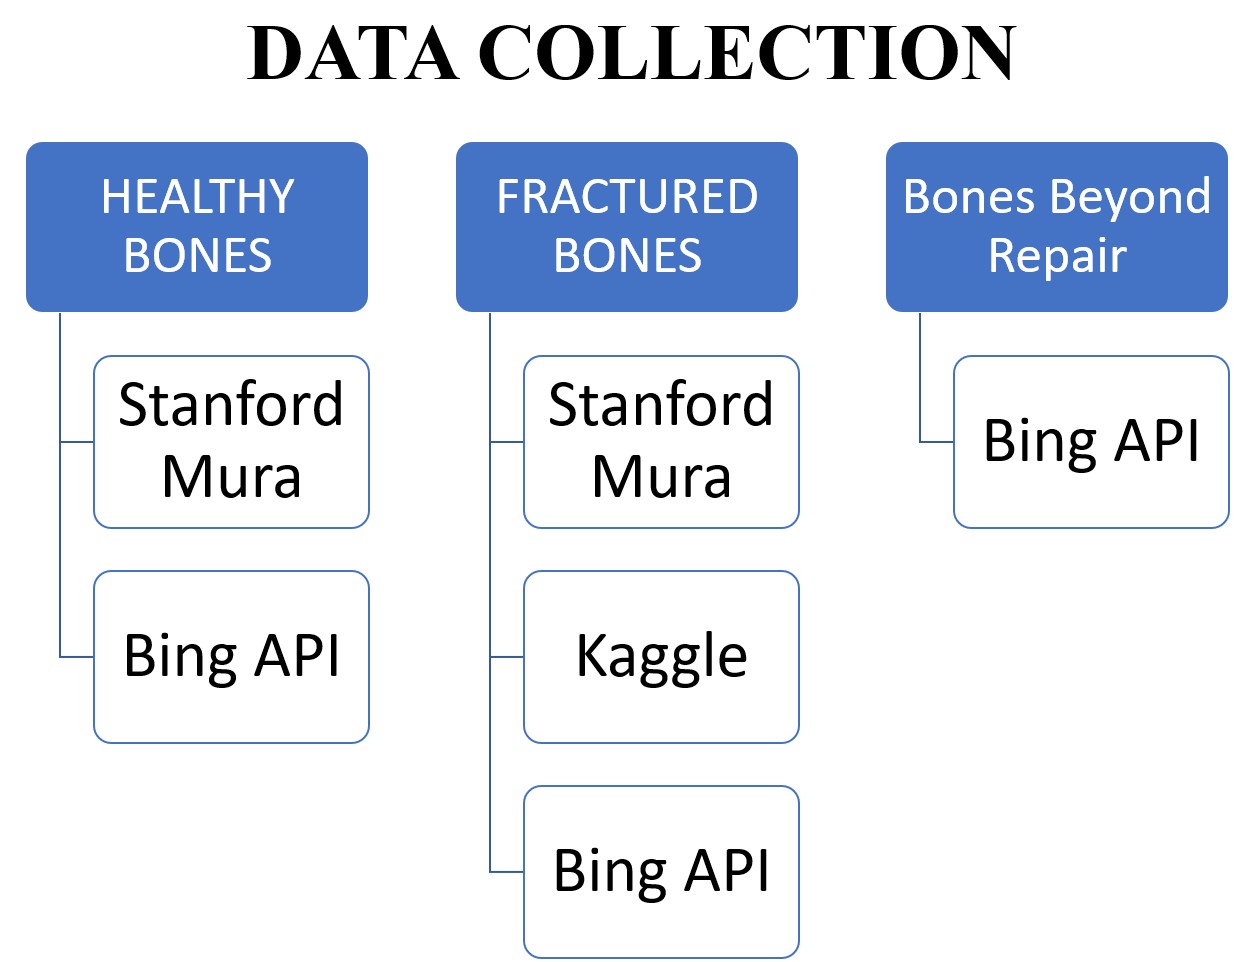 DATA COLLECTION
HEALTHY
BONES
Stanford
Mura
Bing API
FRACTURED
BONES
Stanford
Mura
Kaggle
Bing API
Bones Beyond
Repair
Bing API